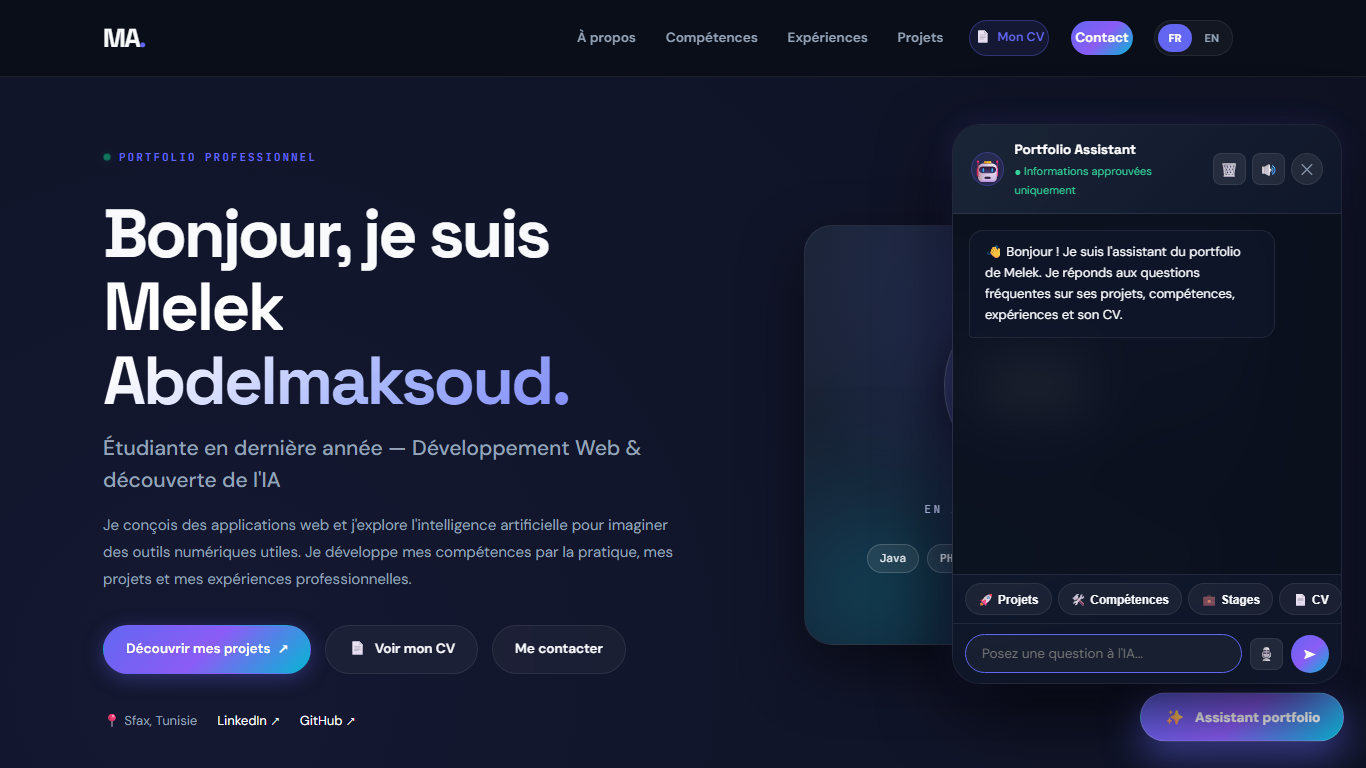 MA.
À propos
Compétences
Expériences
Projets
Mon CV
Contact
FR
EN
PORTFOLIO PROFESSIONNEL
Bonjour, je suis
Melek
Abdelmaksoud.
Étudiante en dernière année — Développement Web &
découverte de l'IA
Je conçois des applications web et j'explore l'intelligence artificielle pour imaginer
des outils numériques utiles. Je développe mes compétences par la pratique, mes
projets et mes expériences professionnelles.
Découvrir mes projets ↗
Voir mon CV
Me contacter
Sfax, Tunisie
LinkedIn ↗
GitHub ↗
EN
Java
Portfolio Assistant
● Informations approuvées
uniquement
👋 Bonjour ! Je suis l'assistant du portfolio
de Melek. Je réponds aux questions
fréquentes sur ses projets, compétences,
expériences et son CV.
🚀 Projets
🛠️ Compétences
💼 Stages
📄 CV
Posez une question à l'IA...
✨ Assistant portfolio